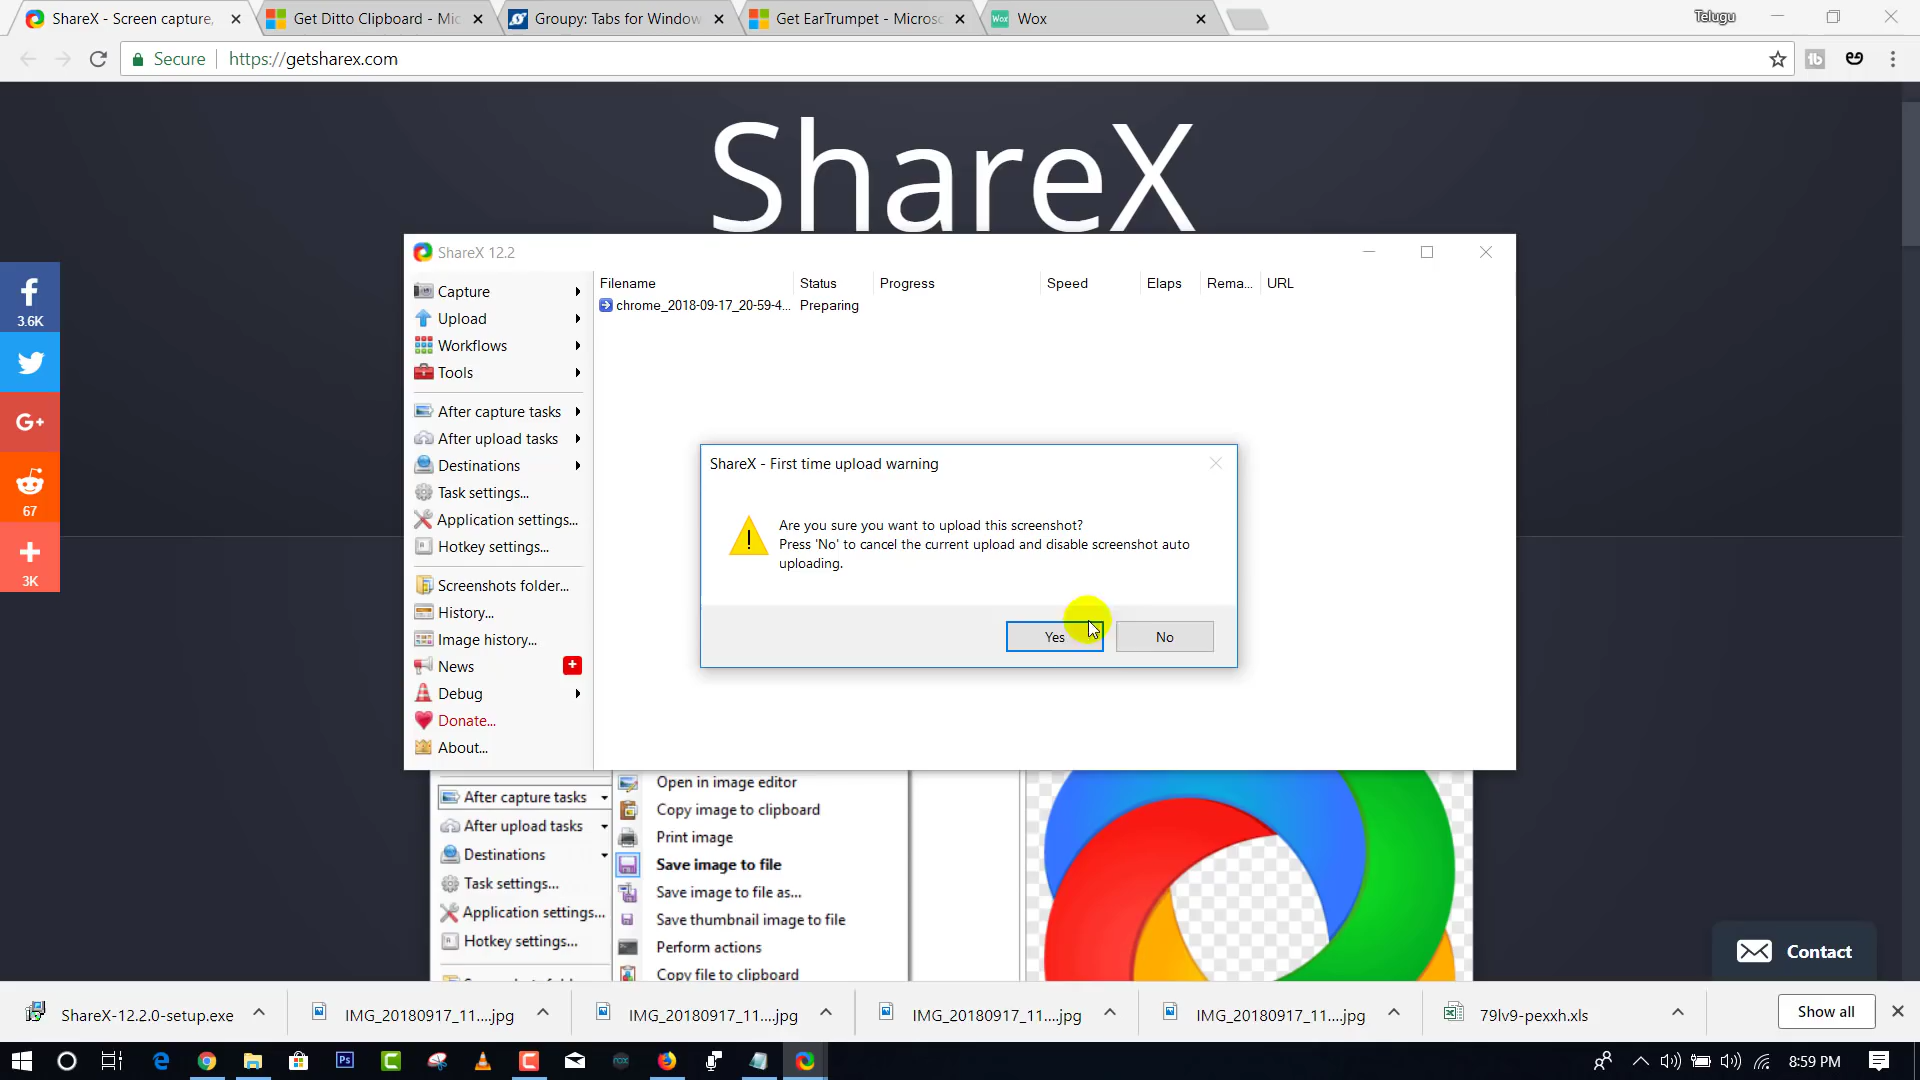 ShareX - Screen capture,
Get Ditto Clipboard - Mic
Groupy: Tabs for Window
Get EarTrumpet - Microso
Wox
Wox
Telugu
Secure
https://getsharex.com
ShareX
3.6K
G+
67
3K
ShareX 12.2
Capture
Upload
Workflows
Tools
After capture tasks
After upload tasks
Destinations
Task settings...
Application settings...
Hotkey settings...
Screenshots folder...
History...
Image history...
News
Debug
Donate...
About...
Filename Status Progress Speed Elaps Rema... URL
chrome_2018-09-17_20-59-4... Preparing
ShareX - First time upload warning
Are you sure you want to upload this screenshot?
Press 'No' to cancel the current upload and disable screenshot auto
uploading.
Yes
No
After capture tasks
After upload tasks
Destinations
Task settings...
Application settings...
Hotkey settings...
Open in image editor
Copy image to clipboard
Print image
Save image to file
Save image to file as...
Save thumbnail image to file
Perform actions
Copy file to clipboard
Contact
ShareX-12.2.0-setup.exe
IMG_20180917_11....jpg
IMG_20180917_11....jpg
IMG_20180917_11....jpg
IMG_20180917_11....jpg
79lv9-pexxh.xls
Show all
Ps
8:59 PM